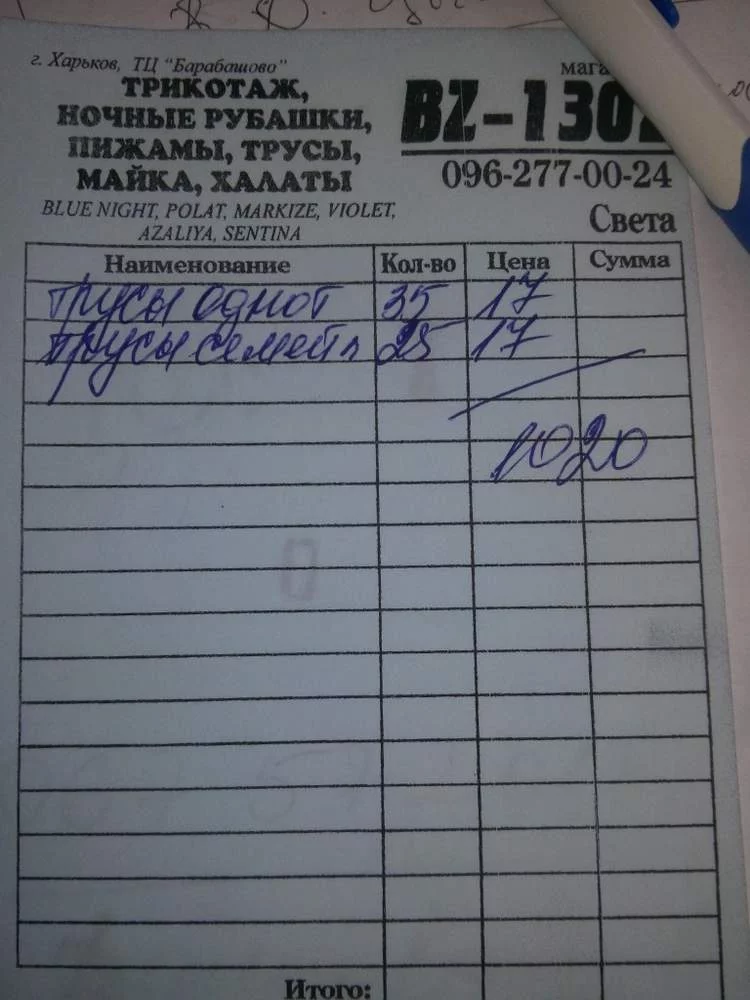 г. Харьков, ТЦ "Барабашово"
ТРИКОТАЖ,
НОЧНЫЕ РУБАШКИ,
ПИЖАМЫ, ТРУСЫ,
МАЙКА, ХАЛАТЫ
BLUE NIGHT, POLAT, MARKIZE, VIOLET,
AZALIYA, SENTINA
мага
BZ-130
096-277-00-24
Света
Наименование Кол-во Цена Сумма
трусы однот 35 17
трусы семейн 25 17
1020
Итого: